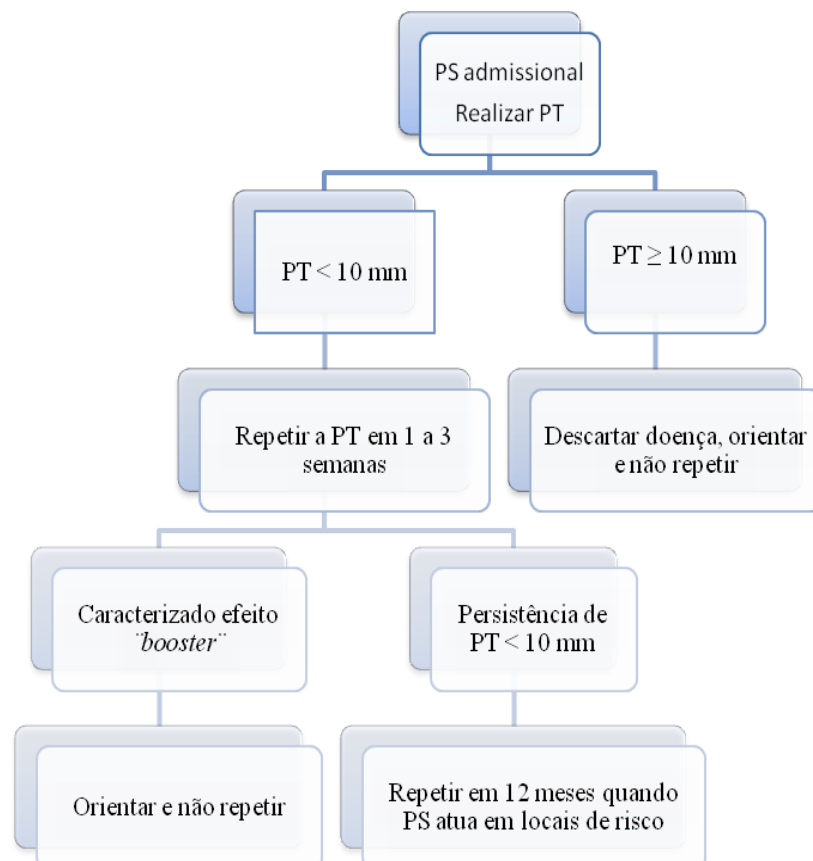 PS admissional
Realizar PT
PT < 10 mm
PT ≥ 10 mm
Repetir a PT em 1 a 3
semanas
Descartar doença, orientar
e não repetir
Caracterizado efeito
¨booster¨
Persistência de
PT < 10 mm
Orientar e não repetir
Repetir em 12 meses quando
PS atua em locais de risco